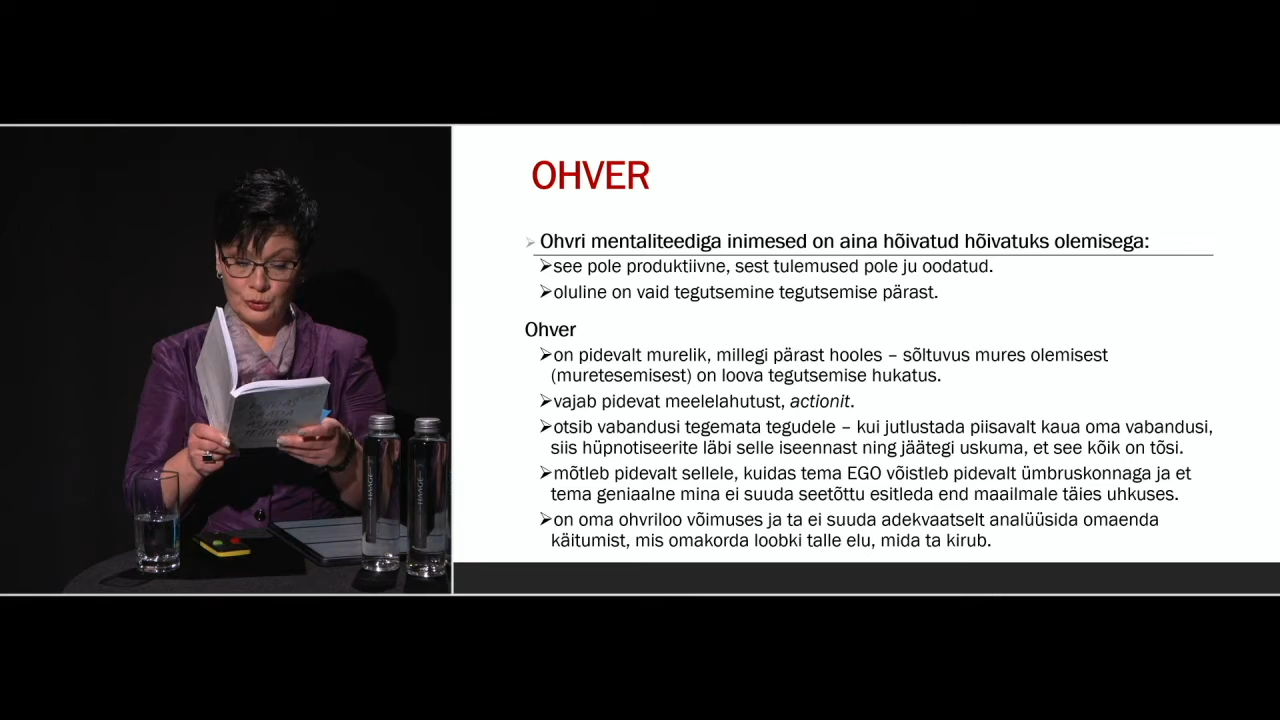 OHVER
Ohvri mentaliteediga inimesed on aina hõivatud hõivatuks olemisega:
see pole produktiivne, sest tulemused pole ju oodatud.
oluline on vaid tegutsemine tegutsemise pärast.
Ohver
on pidevalt murelik, millegi pärast hooles – sõltuvus mures olemisest
(muretesemisest) on loova tegutsemise hukatus.
vajab pidevat meelelahutust, actionit.
otsib vabandusi tegemata tegudele – kui jutlustada piisavalt kaua oma vabandusi,
siis hüpnotiseerite läbi selle iseennast ning jäätegi uskuma, et see kõik on tõsi.
mõtleb pidevalt sellele, kuidas tema EGO võistleb pidevalt ümbruskonnaga ja et
tema geniaalne mina ei suuda seetõttu esitleda end maailmale täies uhkuses.
on oma ohvriloo võimuses ja ta ei suuda adekvaatselt analüüsida omaenda
käitumist, mis omakorda loobki talle elu, mida ta kirub.
KUIDAS
SAADA
ASJAD
HAAGE
HAAGE